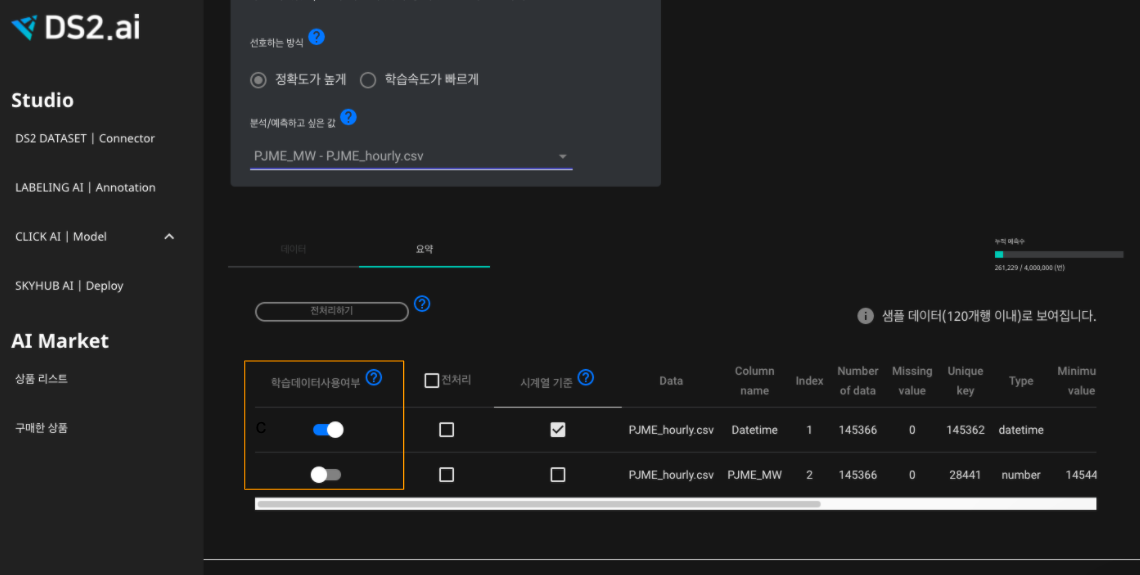 DS2.ai
선호하는 방식 ?
정확도가 높게 학습속도가 빠르게
Studio
분석/예측하고 싶은 값 ?
DS2 DATASET | Connector
PJME_MW - PJME_hourly.csv
LABELING AI | Annotation
CLICK AI | Model
데이터 요약
누적 예측수
261,229 / 4,000,000 (번)
SKYHUB AI | Deploy
전처리하기 ?
i 샘플 데이터(120개행 이내)로 보여집니다.
AI Market
상품 리스트
구매한 상품
학습데이터사용여부 ? 전처리 시계열 기준 ? Data Column name Index Number of data Missing value Unique key Type Minimu value
C PJME_hourly.csv Datetime 1 145366 0 145362 datetime
PJME_hourly.csv PJME_MW 2 145366 0 28441 number 14544